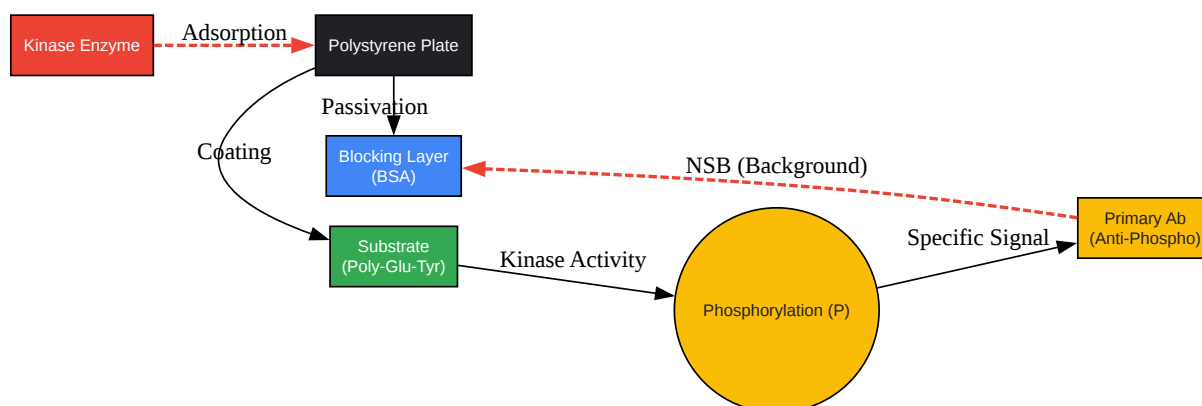 Kinase Enzyme
Adsorption
Polystyrene Plate
Passivation
Coating
Blocking Layer
(BSA)
NSB (Background)
Primary Ab
(Anti-Phospho)
Substrate
(Poly-Glu-Tyr)
Kinase Activity
Specific Signal
Phosphorylation (P)